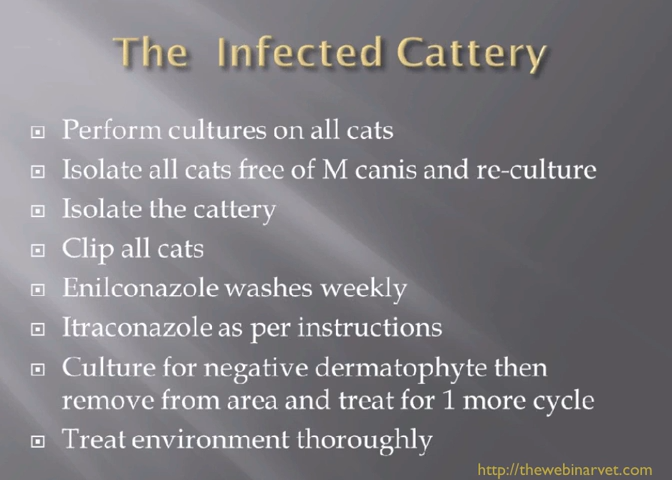 The Infected Cattery
Perform cultures on all cats
Isolate all cats free of M canis and re-culture
Isolate the cattery
Clip all cats
Enilconazole washes weekly
Itraconazole as per instructions
Culture for negative dermatophyte then
remove from area and treat for 1 more cycle
Treat environment thoroughly
http://thewebinarvet.com